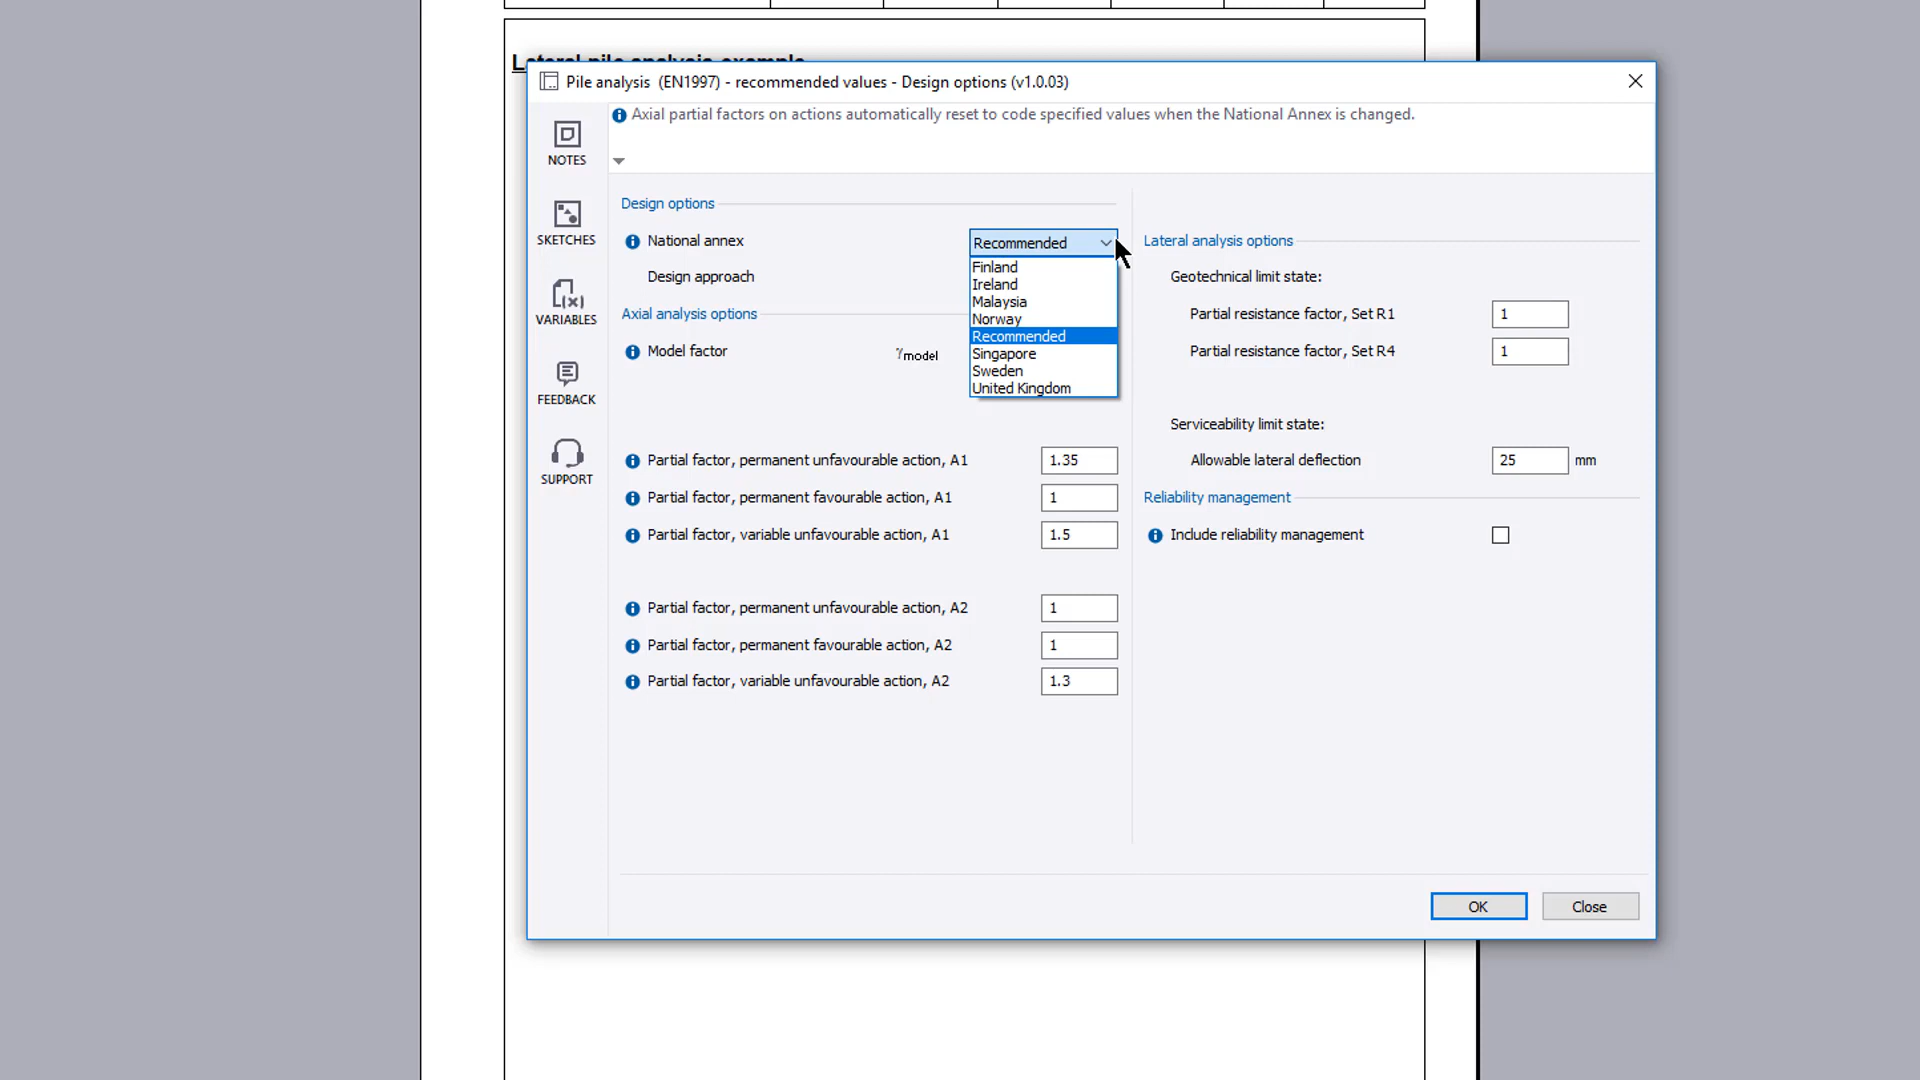 Lateral pile analysis example
Pile analysis (EN1997) - recommended values - Design options (v1.0.03)
Axial partial factors on actions automatically reset to code specified values when the National Annex is changed.
NOTES
SKETCHES
VARIABLES
FEEDBACK
SUPPORT
Design options
National annex
Recommended
Finland
Ireland
Malaysia
Norway
Recommended
Singapore
Sweden
United Kingdom
Design approach
Axial analysis options
Model factor
γmodel
Partial factor, permanent unfavourable action, A1 1.35
Partial factor, permanent favourable action, A1 1
Partial factor, variable unfavourable action, A1 1.5
Partial factor, permanent unfavourable action, A2 1
Partial factor, permanent favourable action, A2 1
Partial factor, variable unfavourable action, A2 1.3
Lateral analysis options
Geotechnical limit state:
Partial resistance factor, Set R1 1
Partial resistance factor, Set R4 1
Serviceability limit state:
Allowable lateral deflection 25 mm
Reliability management
Include reliability management
OK
Close